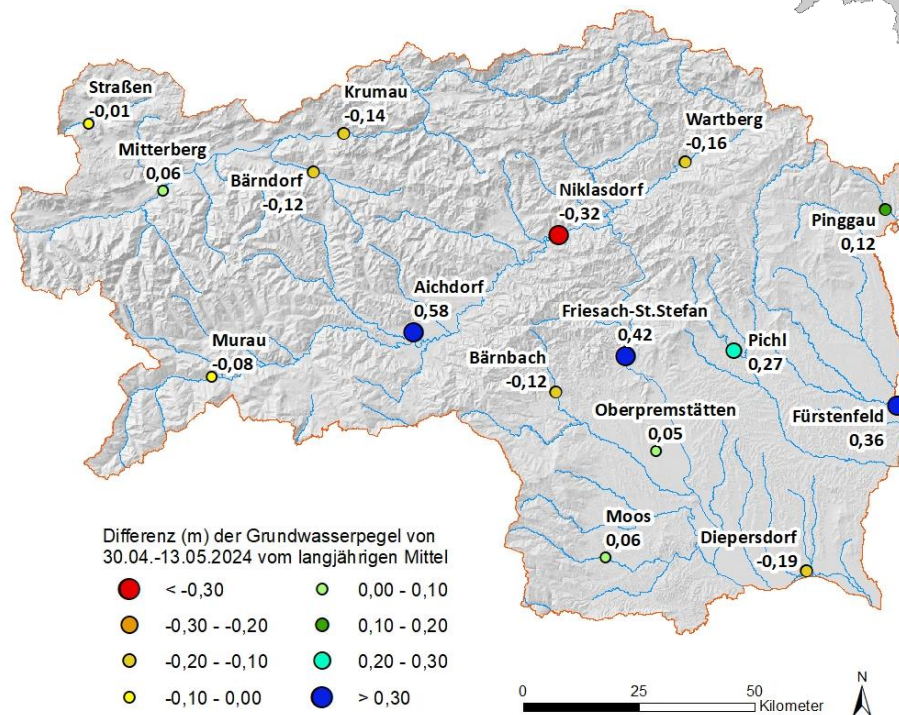 Straßen
-0,01
Krumau
-0,14
Wartberg
-0,16
Mitterberg
0,06
Bärndorf
-0,12
Niklasdorf
-0,32
Pinggau
0,12
Aichdorf
0,58
Friesach-St.Stefan
0,42
Pichl
0,27
Murau
-0,08
Bärnbach
-0,12
Fürstenfeld
0,36
Oberpremstätten
0,05
Moos
0,06
Diepersdorf
-0,19
Differenz (m) der Grundwasserpegel von
30.04.-13.05.2024 vom langjährigen Mittel
< -0,30
-0,30 - -0,20
-0,20 - -0,10
-0,10 - 0,00
0,00 - 0,10
0,10 - 0,20
0,20 - 0,30
> 0,30
0 25 50
Kilometer
N